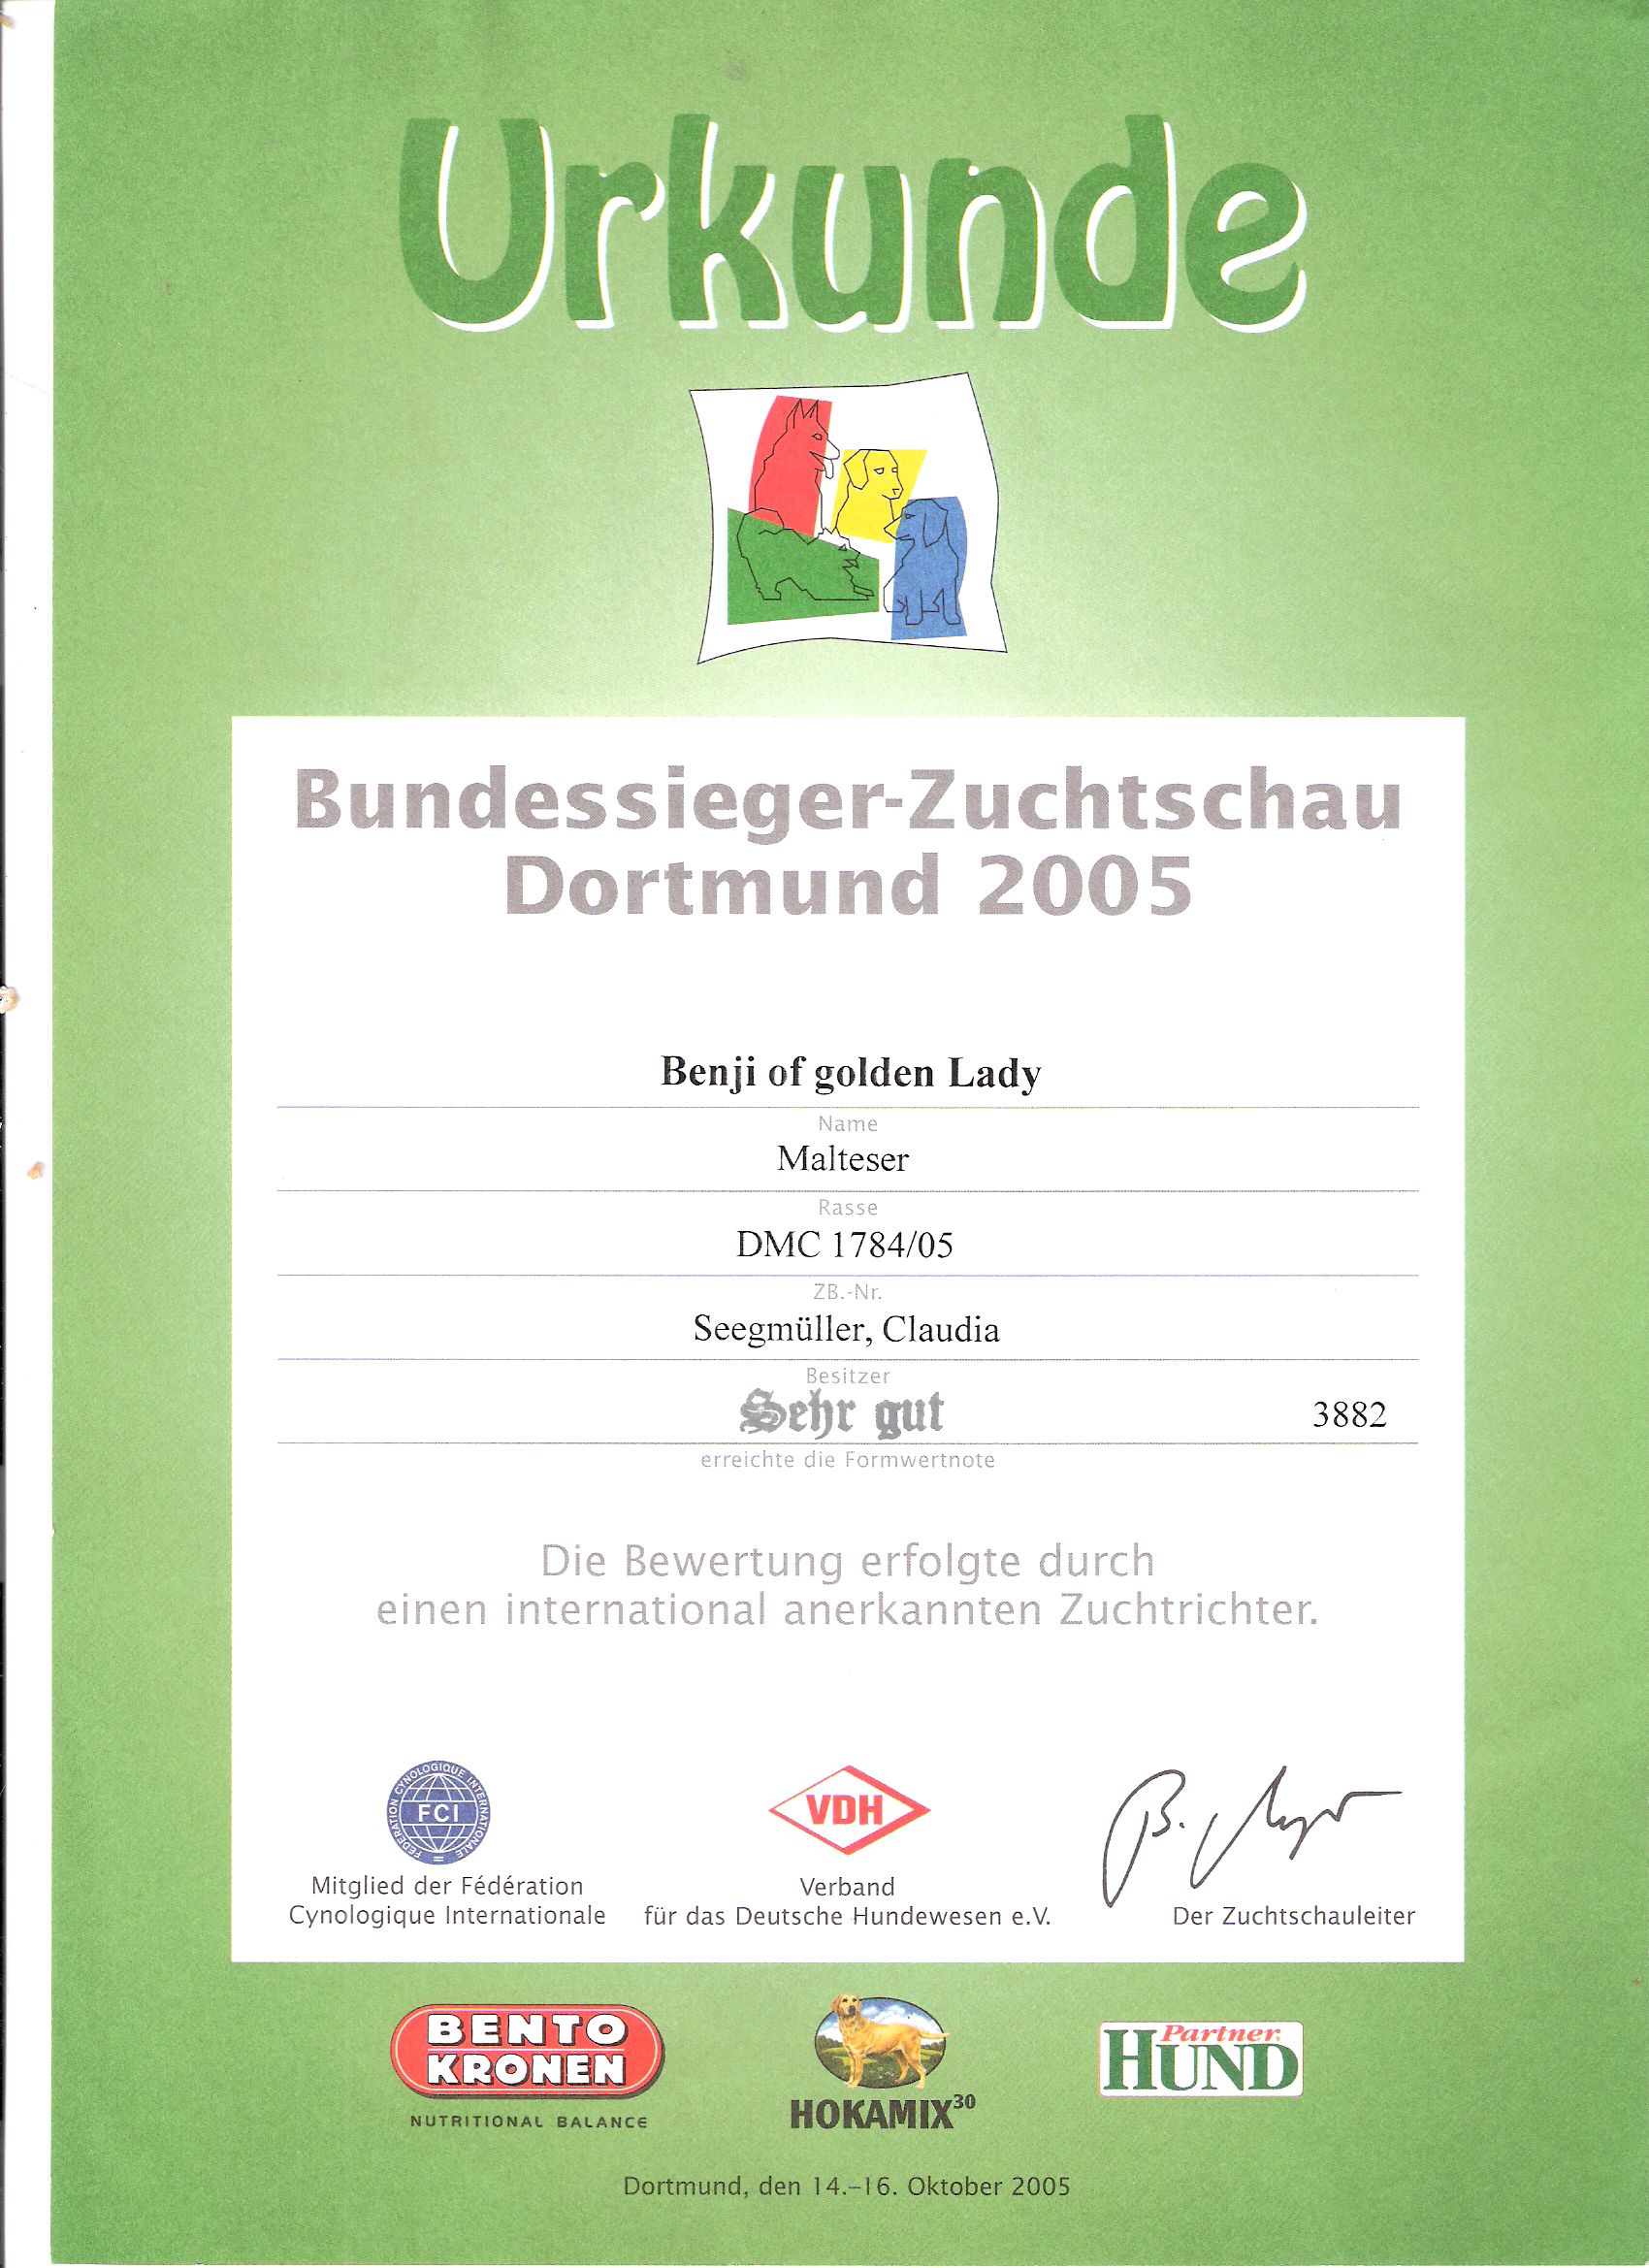 Urkunde
Bundessieger-Zuchtschau
Dortmund 2005
Benji of golden Lady
Name
Malteser
Rasse
DMC 1784/05
ZB.-Nr.
Seegmüller, Claudia
Besitzer
Sehr gut 3882
erreichte die Formwertnote
Die Bewertung erfolgte durch
einen international anerkannten Zuchtrichter.
FEDERATION CYNOLOGIQUE INTERNATIONALE
FCI
VDH
Mitglied der Fédération
Cynologique Internationale
Verband
für das Deutsche Hundewesen e.V.
Der Zuchtschauleiter
BENTO
KRONEN
NUTRITIONAL BALANCE
HOKAMIX30
Partner
HUND
Dortmund, den 14.–16. Oktober 2005